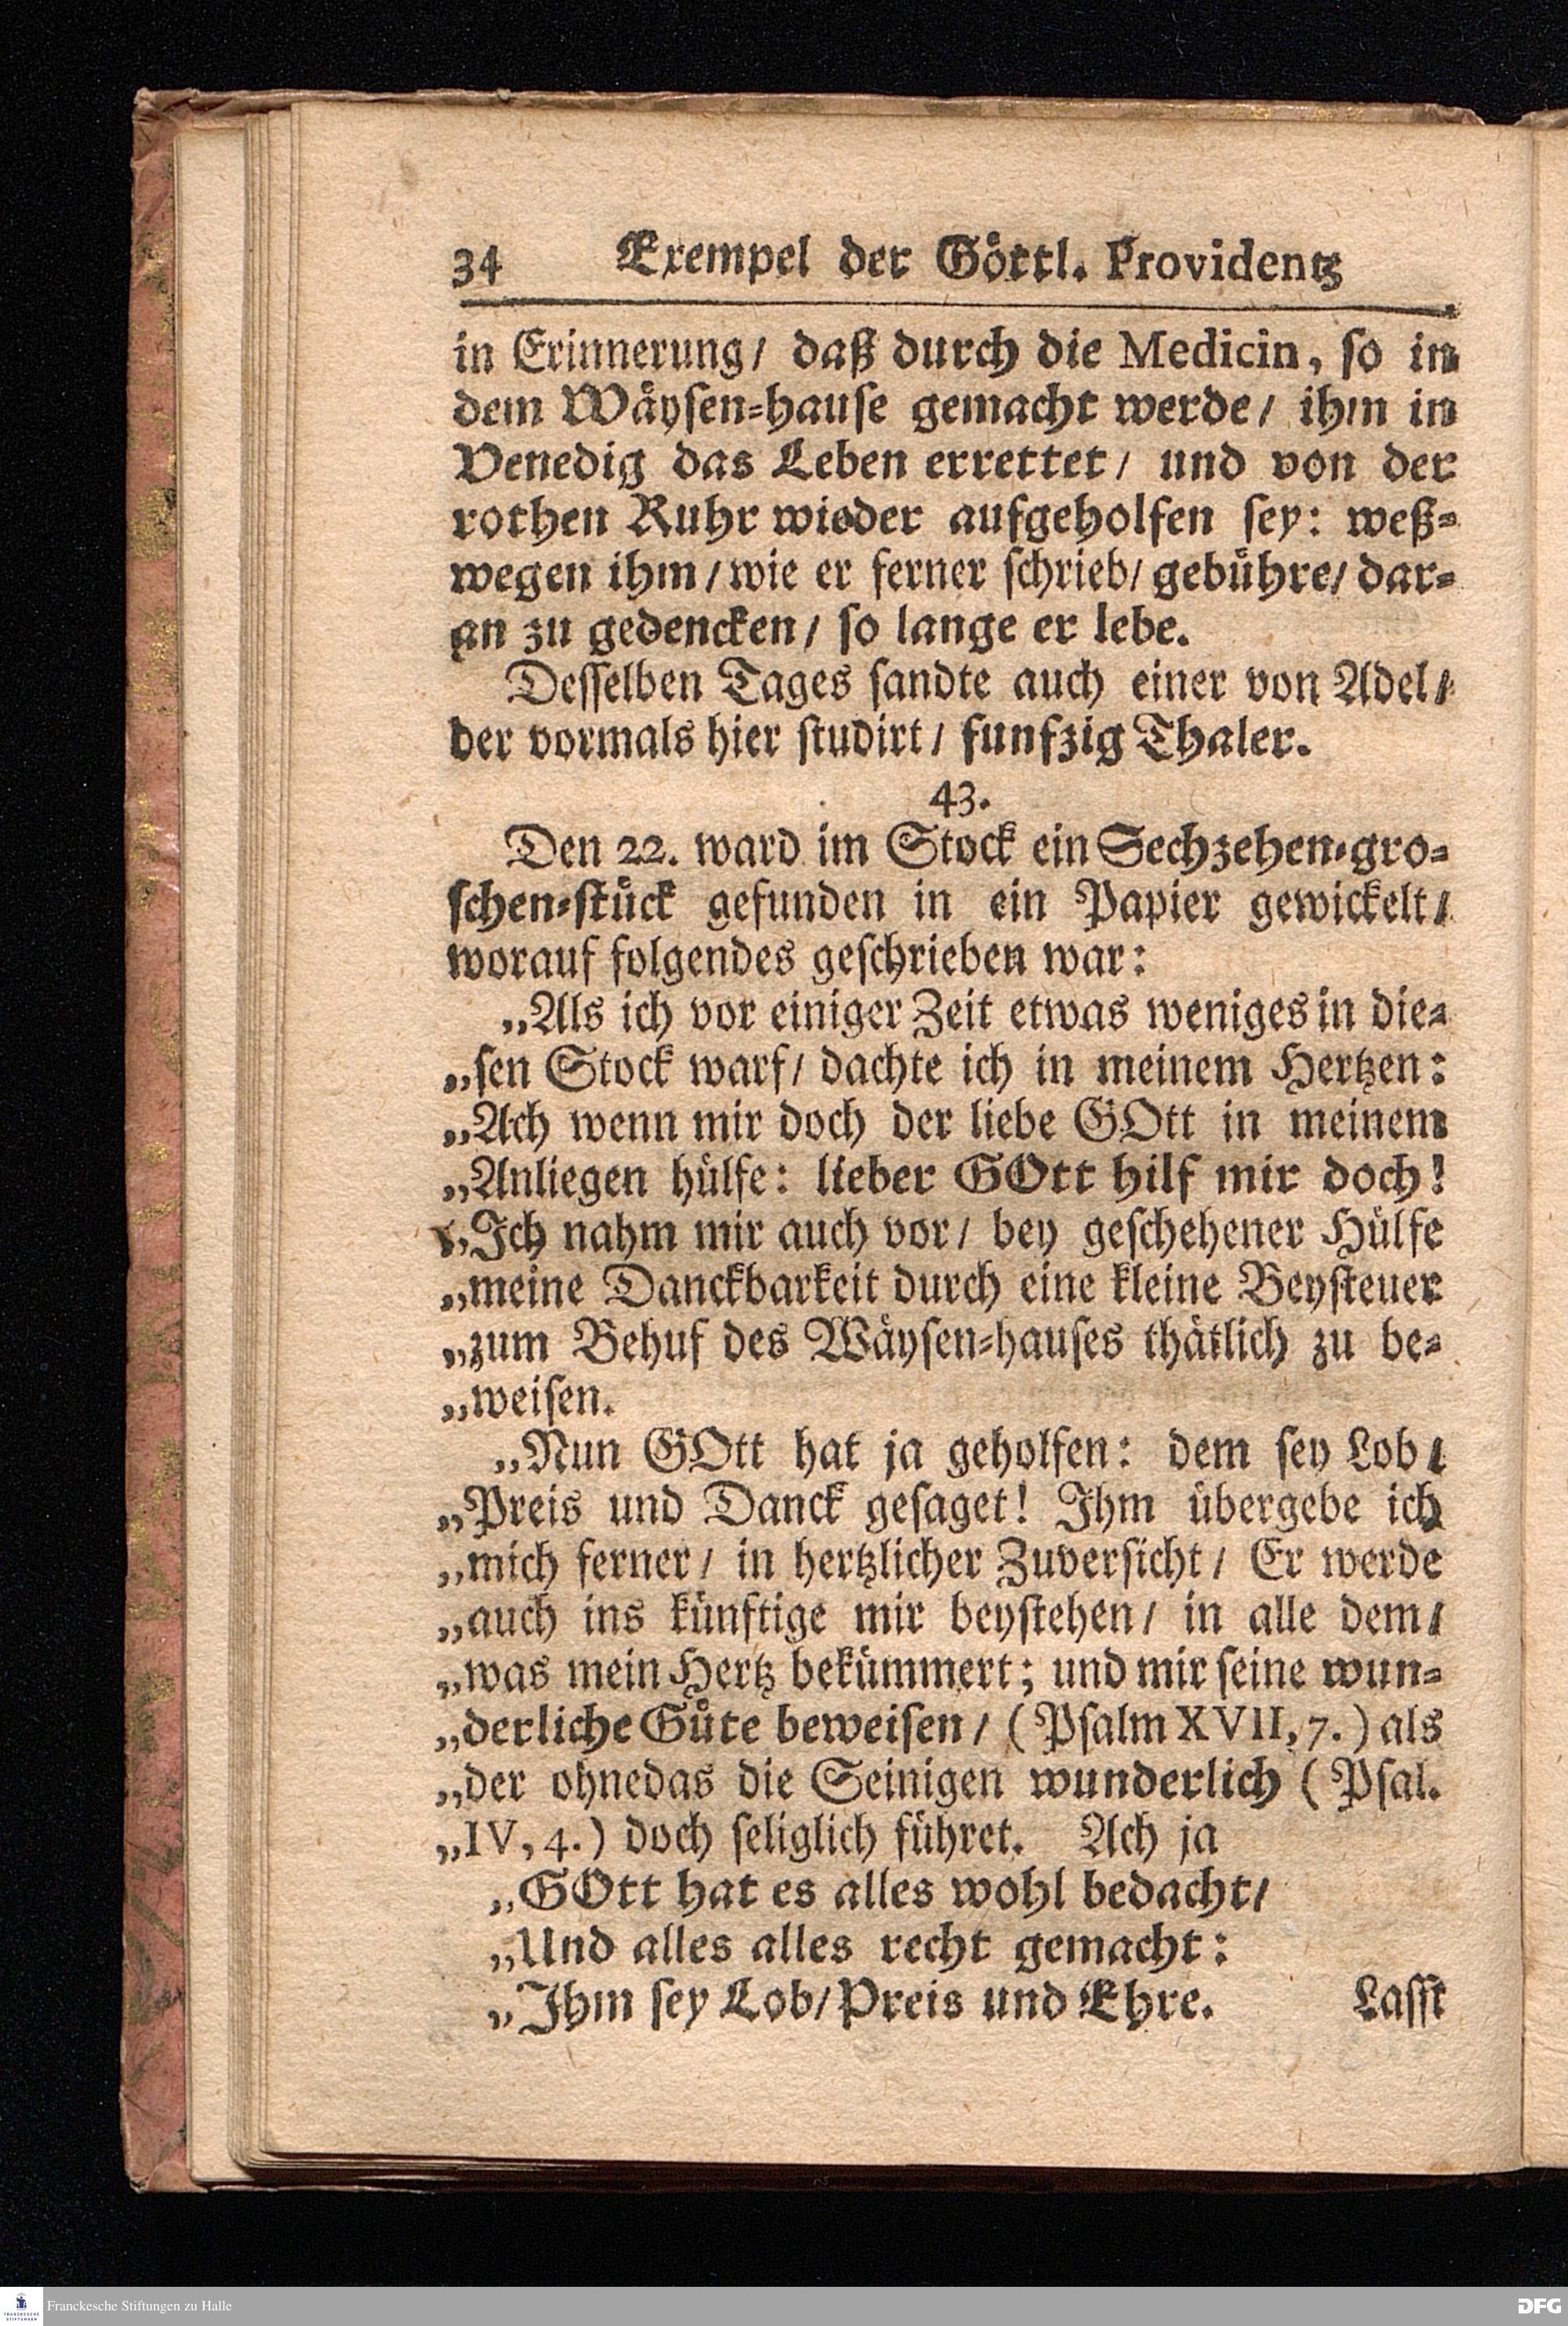 34 Exempel der Göttl. Providentz
in Erinnerung/ daß durch die Medicin, so in
dem Wäysen-hause gemacht werde/ ihm in
Venedig das Leben errettet/ und von der
rothen Ruhr wieder aufgeholfen sey: weß-
wegen ihm/ wie er ferner schrieb/ gebühre/ dar-
an zu gedencken/ so lange er lebe.
Desselben Tages sandte auch einer von Adel/
der vormals hier studirt/ funfzig Thaler.
43.
Den 22. ward im Stock ein Sechzehen-gro-
schen-stück gefunden in ein Papier gewickelt/
worauf folgendes geschrieben war:
„Als ich vor einiger Zeit etwas weniges in die-
„sen Stock warf/ dachte ich in meinem Hertzen:
„Ach wenn mir doch der liebe GOtt in meinem
„Anliegen hülfe: lieber GOtt hilf mir doch!
„Ich nahm mir auch vor/ bey geschehener Hülfe
„meine Danckbarkeit durch eine kleine Beysteuer
„zum Behuf des Wäysen-hauses thätlich zu be-
„weisen.
„Nun GOtt hat ja geholfen: dem sey Lob/
„Preis und Danck gesaget! Ihm übergebe ich
„mich ferner/ in hertzlicher Zuversicht/ Er werde
„auch ins künftige mir beystehen/ in alle dem/
„was mein Hertz bekümmert; und mir seine wun-
„derliche Güte beweisen/ (Psalm XVII, 7.) als
„der ohnedas die Seinigen wunderlich (Psal.
„IV, 4.) doch seliglich führet. Ach ja
„GOtt hat es alles wohl bedacht/
„Und alles alles recht gemacht:
„Ihm sey Lob/ Preis und Ehre. Lasst
Franckesche Stiftungen zu Halle
DFG